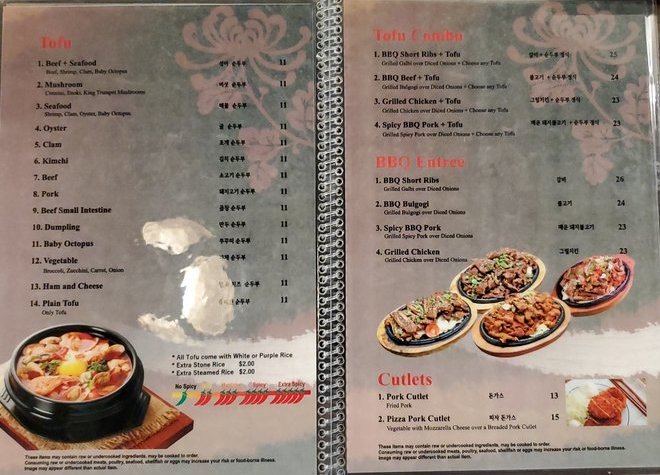 Tofu
1. Beef + Seafood 섞어 순두부 11
Beef, Shrimp, Clam, Baby Octopus
2. Mushroom 버섯 순두부 11
Cremini, Enoki, King Trumpet Mushrooms
3. Seafood 해물 순두부 11
Shrimp, Clam, Oyster, Baby Octopus
4. Oyster 굴 순두부 11
5. Clam 조개 순두부 11
6. Kimchi 김치 순두부 11
7. Beef 소고기 순두부 11
8. Pork 돼지고기 순두부 11
9. Beef Small Intestine 곱창 순두부 11
10. Dumpling 만두 순두부 11
11. Baby Octopus 쭈꾸미 순두부 11
12. Vegetable 순두부 11
Broccoli, Zucchini, Carrot, Onion
13. Ham and Cheese 치즈 순두부 11
14. Plain Tofu 순두부 11
Only Tofu
* All Tofu come with White or Purple Rice
* Extra Stone Rice $2.00
* Extra Steamed Rice $2.00
No Spicy Spicy Extra Spicy
These items may contain raw or undercooked ingredients, may be cooked to order.
Consuming raw or undercooked meats, poultry, seafood, shellfish or eggs may increase your risk of food-borne illness.
Image may appear different than actual item.
Tofu Combo
1. BBQ Short Ribs + Tofu 갈비 + 순두부 정식 25
Grilled Galbi over Diced Onions + Choose any Tofu
2. BBQ Beef + Tofu 불고기 + 순두부 정식 24
Grilled Bulgogi over Diced Onions + Choose any Tofu
3. Grilled Chicken + Tofu 그릴치킨 + 순두부 정식 23
Grilled Chicken over Diced Onions + Choose any Tofu
4. Spicy BBQ Pork + Tofu 매운 돼지불고기 + 순두부 정식 23
Grilled Spicy Pork over Diced Onions + Choose any Tofu
BBQ Entree
1. BBQ Short Ribs 갈비 26
Grilled Galbi over Diced Onions
2. BBQ Bulgogi 불고기 24
Grilled Bulgogi over Diced Onions
3. Spicy BBQ Pork 매운 돼지불고기 23
Grilled Spicy Pork over Diced Onions
4. Grilled Chicken 그릴치킨 23
Grilled Chicken over Diced Onions
Cutlets
1. Pork Cutlet 돈가스 13
Fried Pork
2. Pizza Pork Cutlet 피자 돈가스 15
Vegetable with Mozzarella Cheese over a Breaded Pork Cutlet
These items may contain raw or undercooked ingredients, may be cooked to order.
Consuming raw or undercooked meats, poultry, seafood, shellfish or eggs may increase your risk of food-borne illness.
Image may appear different than actual item.